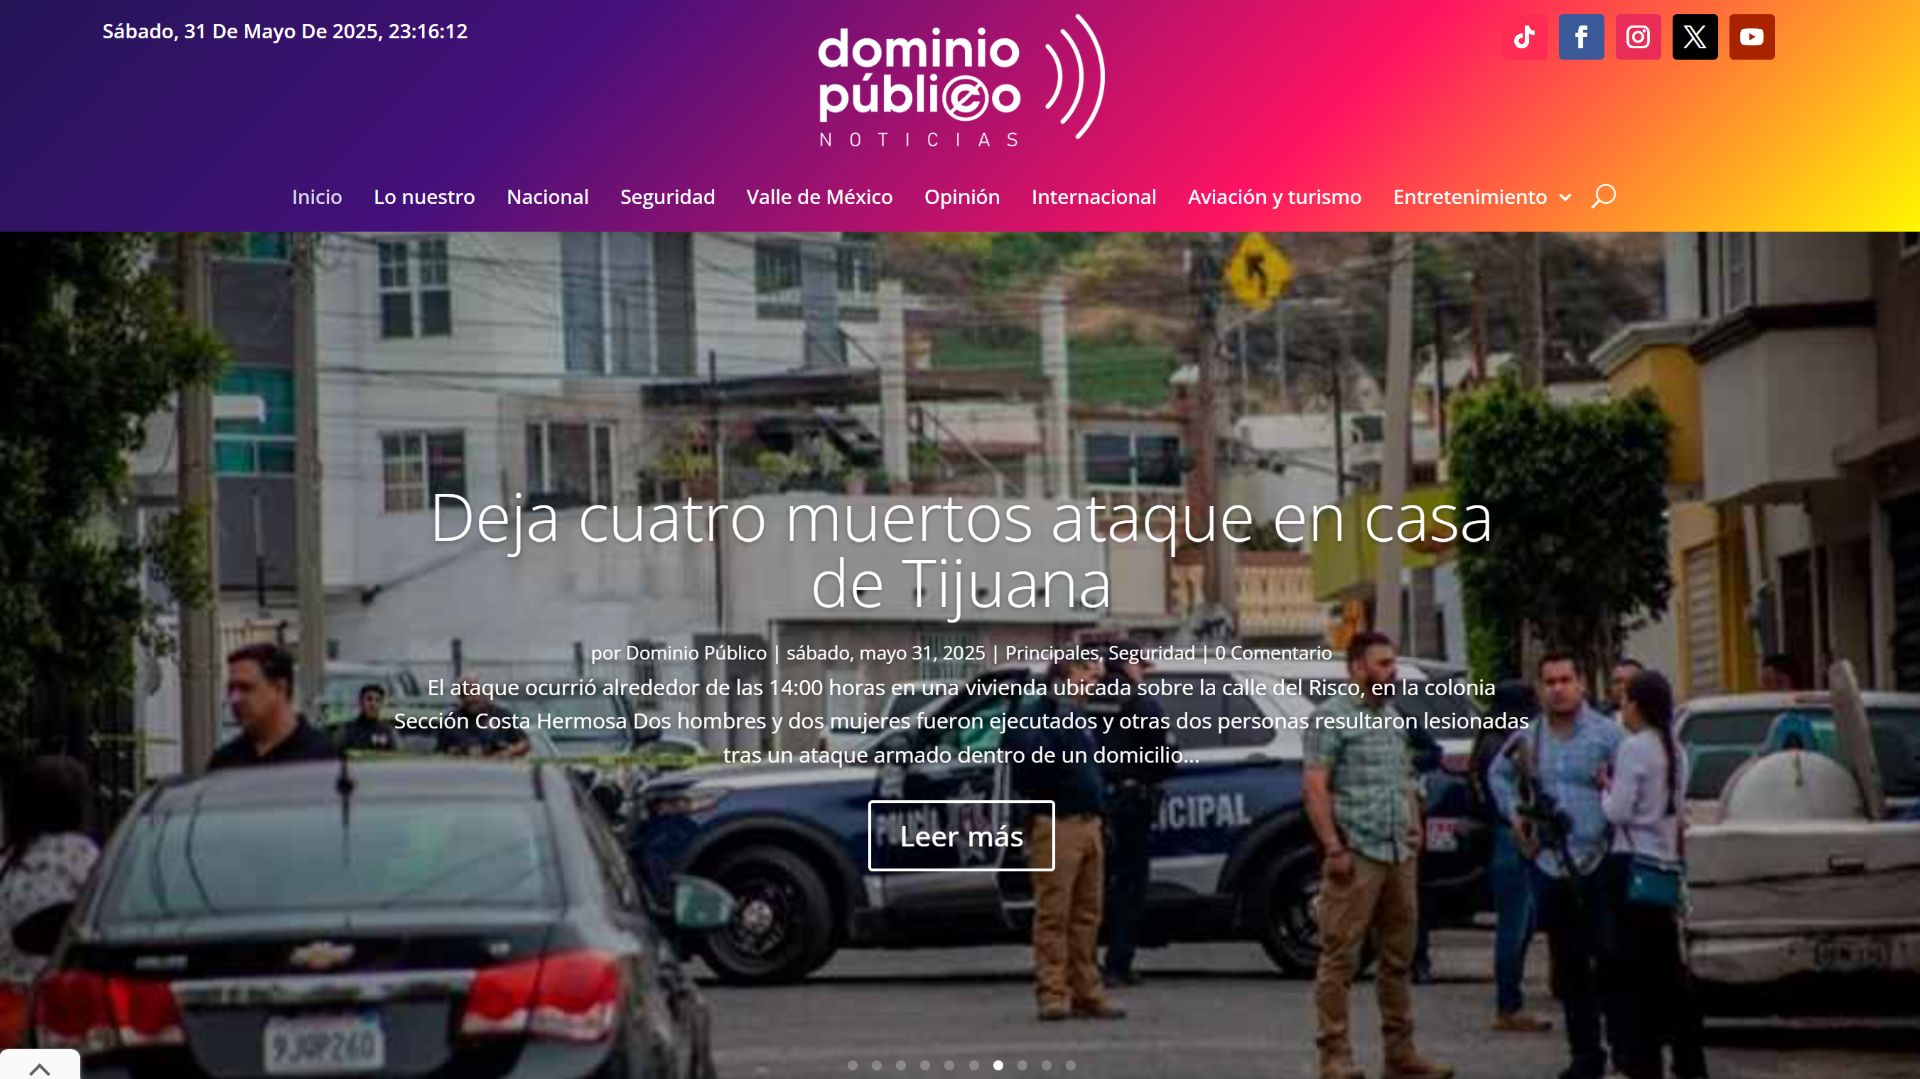 Sábado, 31 De Mayo De 2025, 23:16:12
dominio
público
NOTICIAS
Inicio Lo nuestro Nacional Seguridad Valle de México Opinión Internacional Aviación y turismo Entretenimiento
Deja cuatro muertos ataque en casa
de Tijuana
por Dominio Público | sábado, mayo 31, 2025 | Principales, Seguridad | 0 Comentario
El ataque ocurrió alrededor de las 14:00 horas en una vivienda ubicada sobre la calle del Risco, en la colonia
Sección Costa Hermosa Dos hombres y dos mujeres fueron ejecutados y otras dos personas resultaron lesionadas
tras un ataque armado dentro de un domicilio...
Leer más